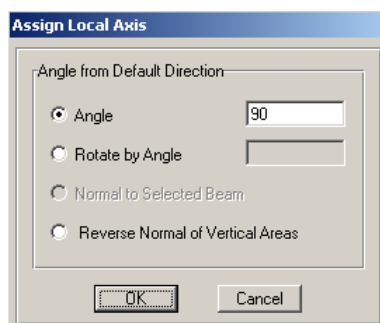 Assign Local Axis
Angle from Default Direction
Angle 90
Rotate by Angle
Normal to Selected Beam
Reverse Normal of Vertical Areas
OK Cancel